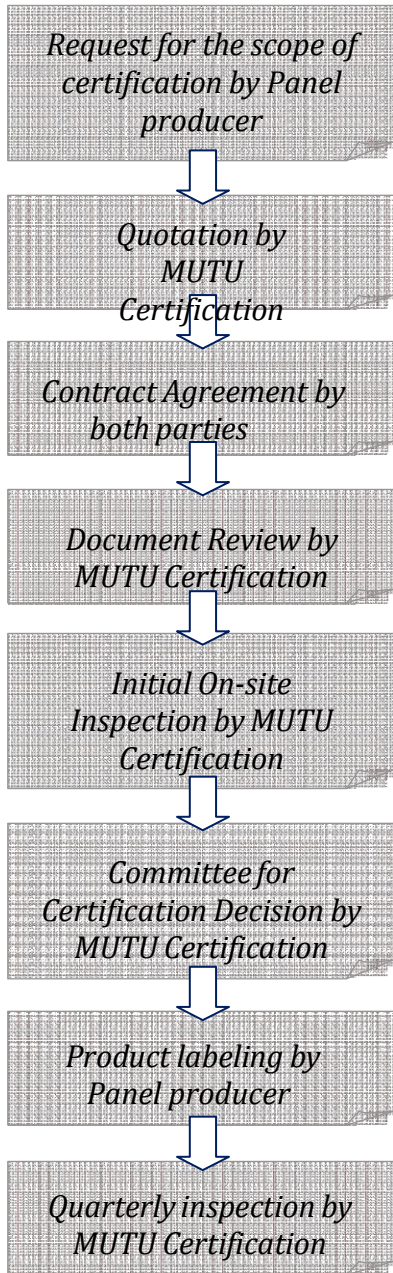 Request for the scope of
certification by Panel
producer
Quotation by
MUTU
Certification
Contract Agreement by
both parties
Document Review by
MUTU Certification
Initial On-site
Inspection by MUTU
Certification
Committee for
Certification Decision by
MUTU Certification
Product labeling by
Panel producer
Quarterly inspection by
MUTU Certification